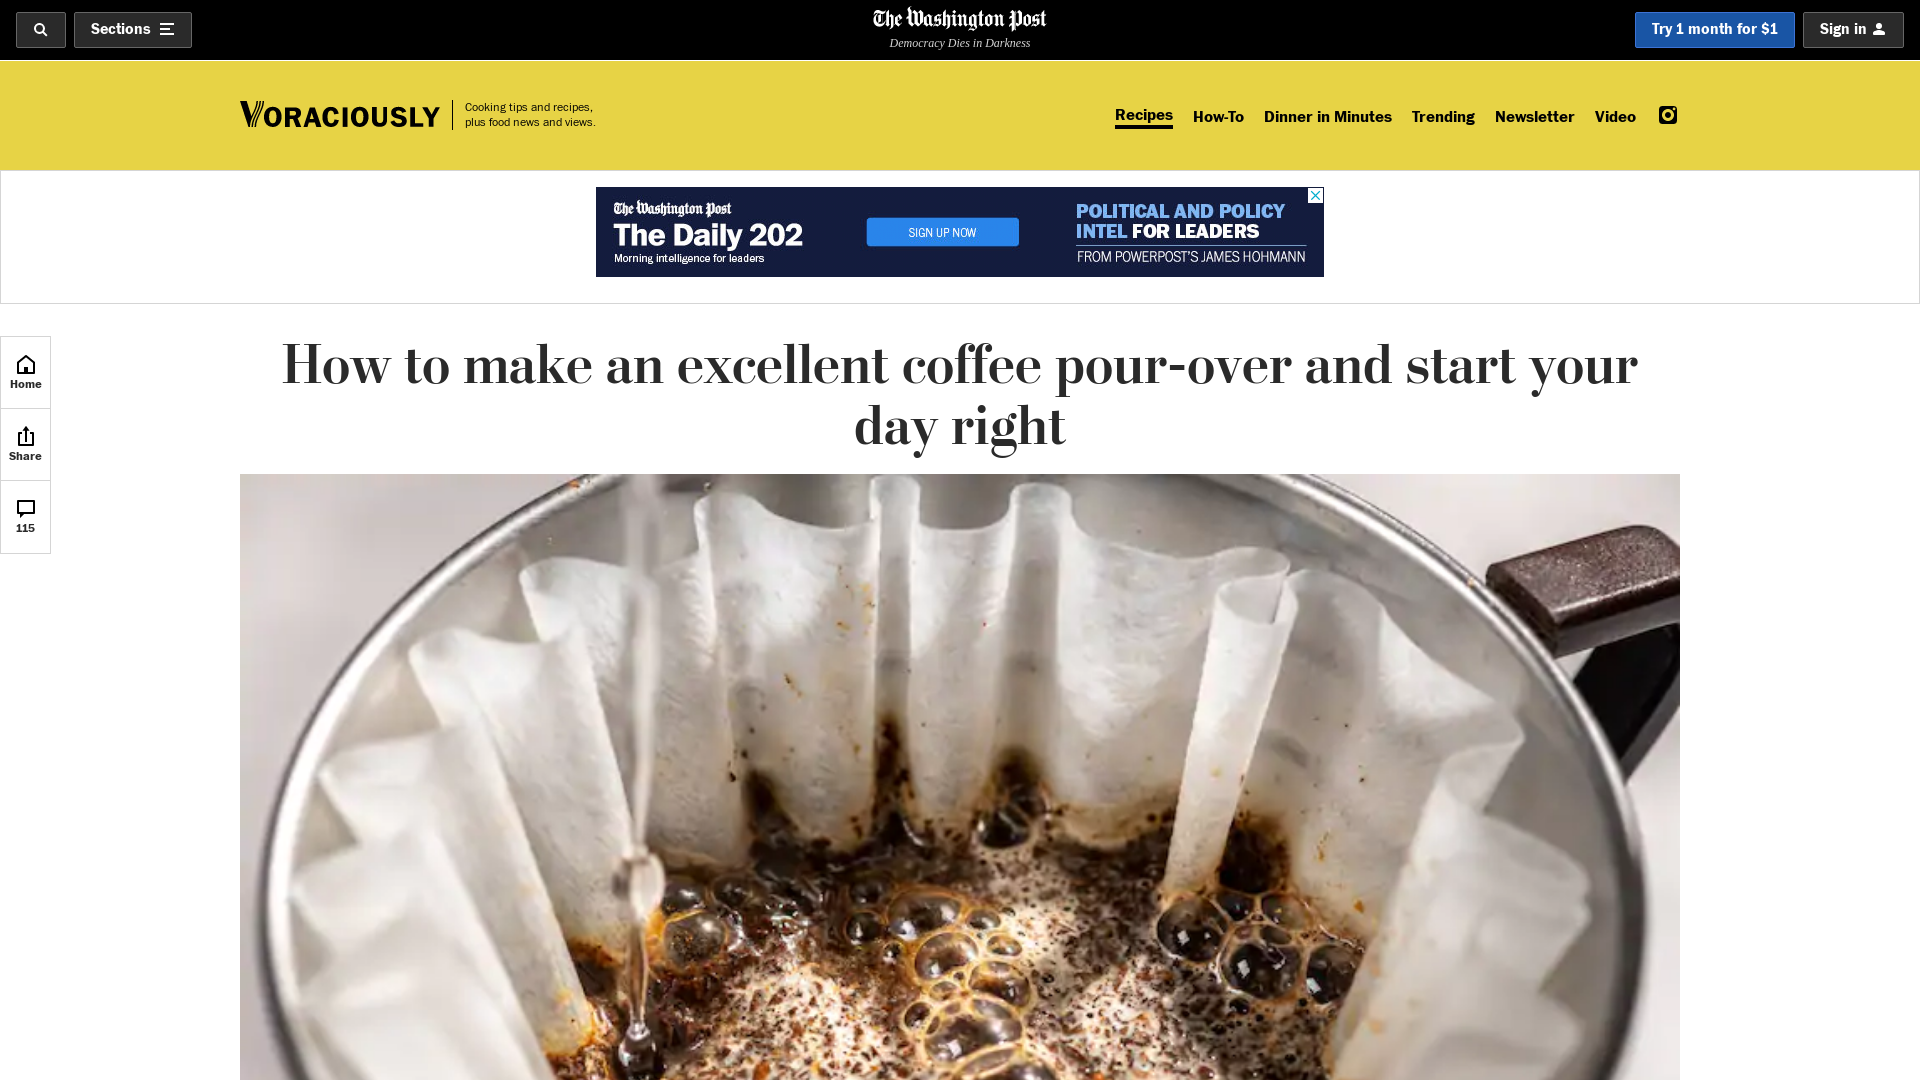 Sections
The Washington Post
Democracy Dies in Darkness
Try 1 month for $1
Sign in
VORACIOUSLY
Cooking tips and recipes,
plus food news and views.
Recipes
How-To
Dinner in Minutes
Trending
Newsletter
Video
The Washington Post
The Daily 202
Morning intelligence for leaders
SIGN UP NOW
POLITICAL AND POLICY
INTEL FOR LEADERS
FROM POWERPOST'S JAMES HOHMANN
Home
Share
115
How to make an excellent coffee pour-over and start your
day right